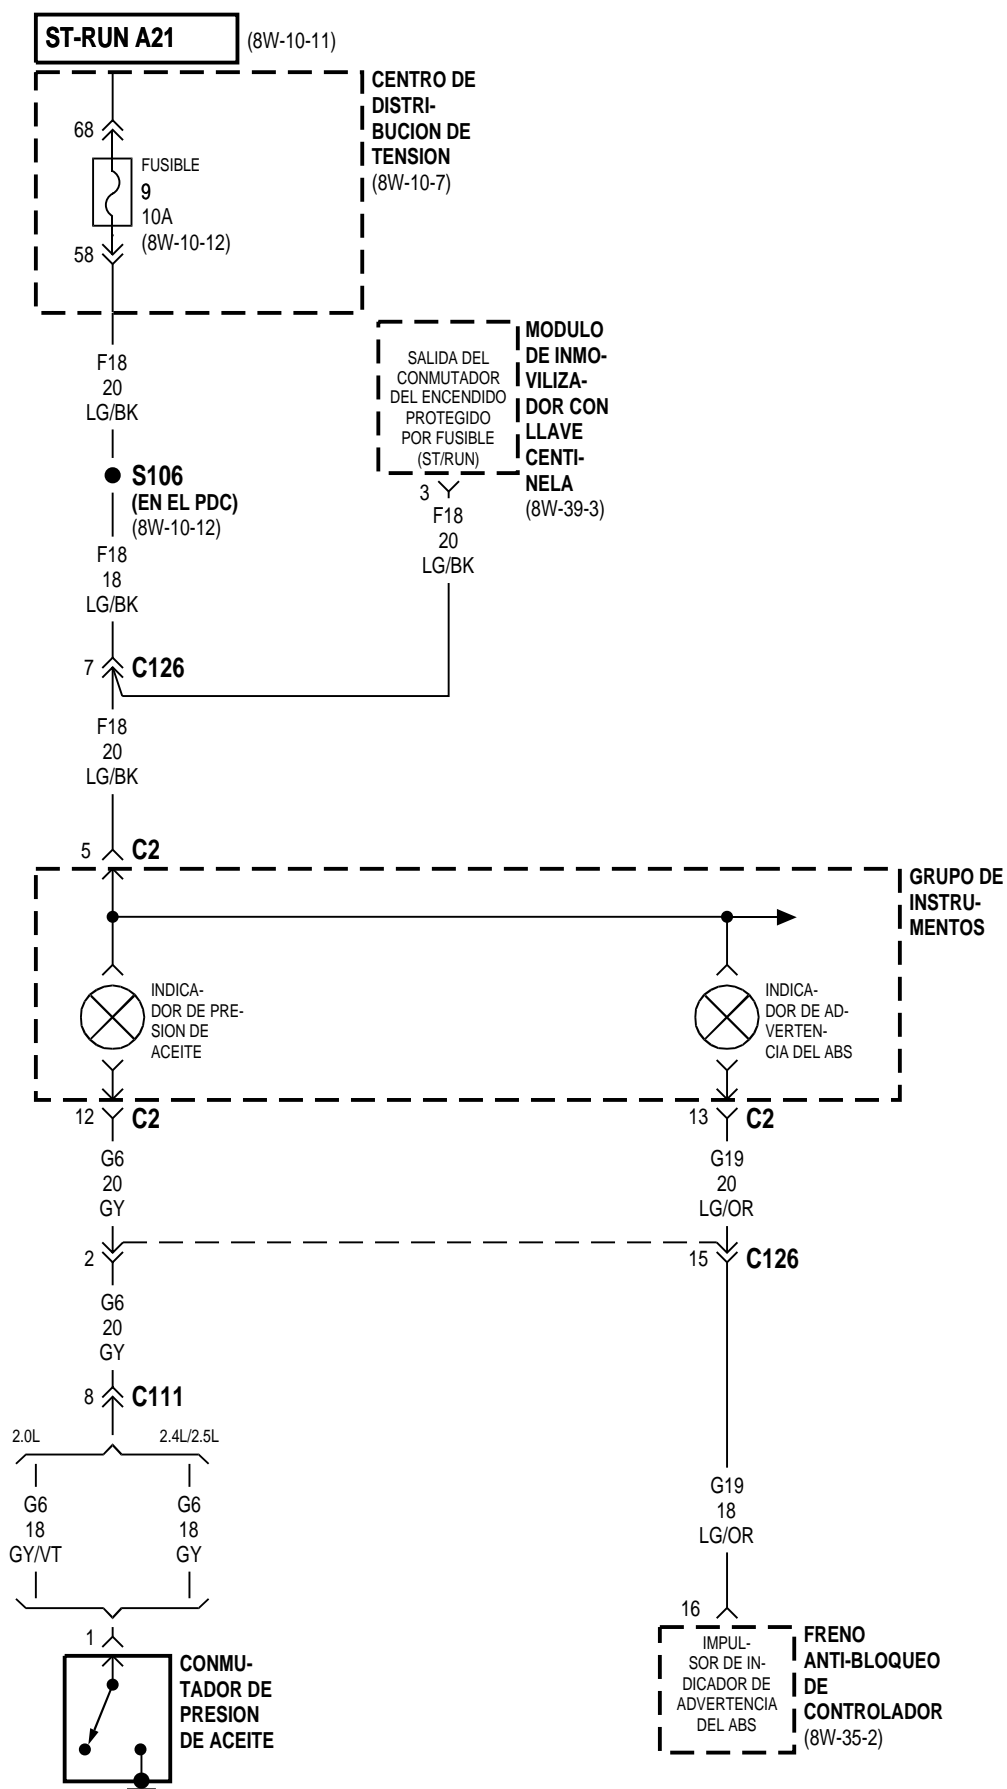 ST-RUN A21
(8W-10-11)
CENTRO DE
DISTRI-
BUCION DE
TENSION
(8W-10-7)
68
FUSIBLE
9
10A
(8W-10-12)
58
F18
20
LG/BK
S106
(EN EL PDC)
(8W-10-12)
F18
18
LG/BK
SALIDA DEL
CONMUTADOR
DEL ENCENDIDO
PROTEGIDO
POR FUSIBLE
(ST/RUN)
MODULO
DE INMO-
VILIZA-
DOR CON
LLAVE
CENTI-
NELA
(8W-39-3)
3
F18
20
LG/BK
7
C126
F18
20
LG/BK
5
C2
GRUPO DE
INSTRU-
MENTOS
INDICA-
DOR DE PRE-
SION DE
ACEITE
INDICA-
DOR DE AD-
VERTEN-
CIA DEL ABS
12
C2
13
C2
G6
20
GY
G19
20
LG/OR
2
15
C126
G6
20
GY
8
C111
2.0L
2.4L/2.5L
G6
18
GY/VT
G6
18
GY
G19
18
LG/OR
1
CONMU-
TADOR DE
PRESION
DE ACEITE
16
IMPUL-
SOR DE IN-
DICADOR DE
ADVERTENCIA
DEL ABS
FRENO
ANTI-BLOQUEO
DE
CONTROLADOR
(8W-35-2)